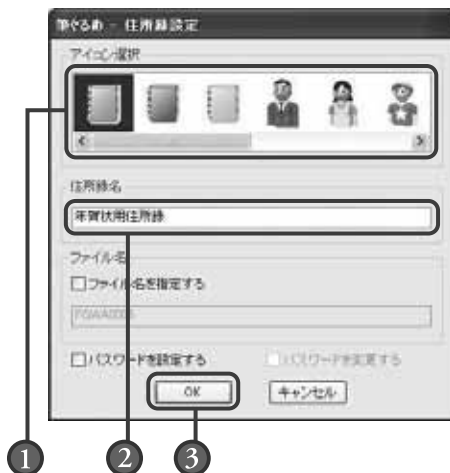 筆ぐるめ - 住所録設定
アイコン選択
住所録名
年賀状用住所録
ファイル名
□ファイル名を指定する
□パスワードを設定する
□パスワードを変更する
OK
キャンセル
1
2
3